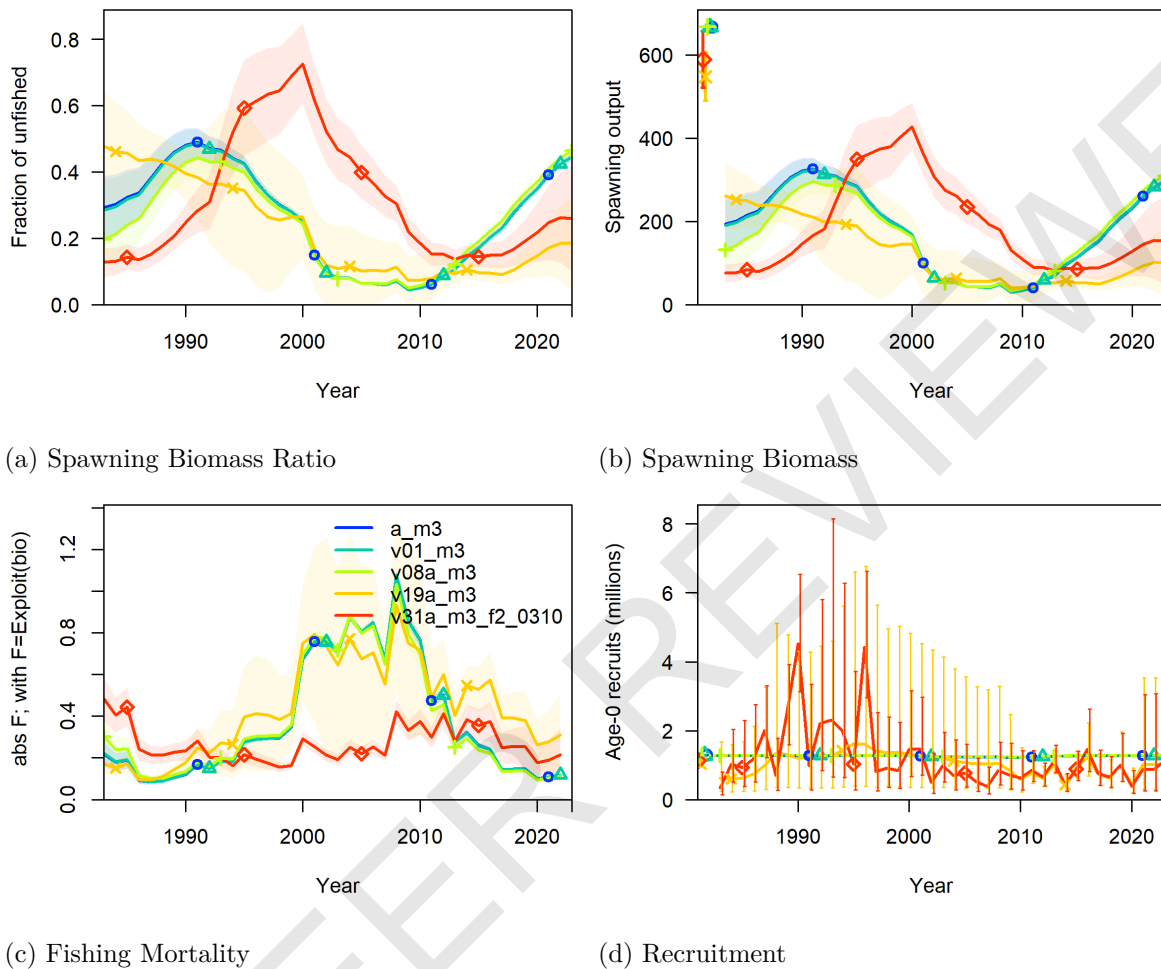 0.0 0.2 0.4 0.6 0.8
Fraction of unfished
1990 2000 2010 2020
Year
(a) Spawning Biomass Ratio
0 200 400 600
Spawning output
1990 2000 2010 2020
Year
(b) Spawning Biomass
0.0 0.4 0.8 1.2
abs F; with F=Exploit(bio)
a_m3
v01_m3
v08a_m3
v19a_m3
v31a_m3_f2_0310
1990 2000 2010 2020
Year
(c) Fishing Mortality
0 2 4 6 8
Age-0 recruits (millions)
1990 2000 2010 2020
Year
(d) Recruitment